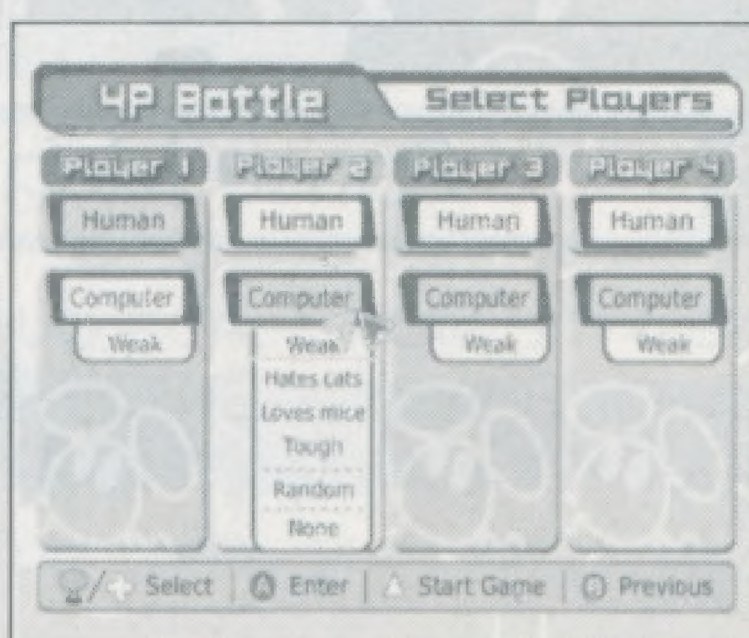 4P Battle Select Players
Player 1 Player 2 Player 3 Player 4
Human Human Human Human
Computer Computer Computer Computer
Weak Weak Weak Weak
Hates cats
Loves mice
Tough
Random
None
Select Enter Start Game Previous